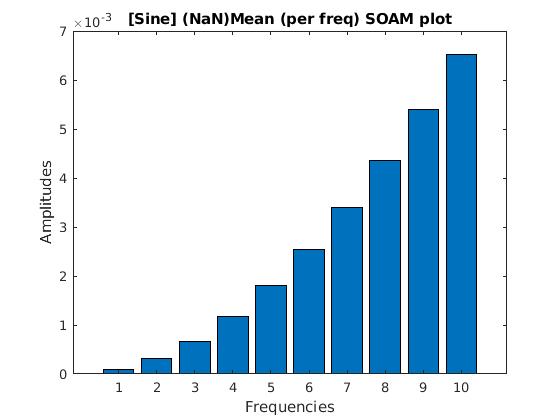 [Sine] (NaN)Mean (per freq) SOAM plot
×10-3
7
6
5
4
3
2
1
0
Amplitudes
1 2 3 4 5 6 7 8 9 10
Frequencies